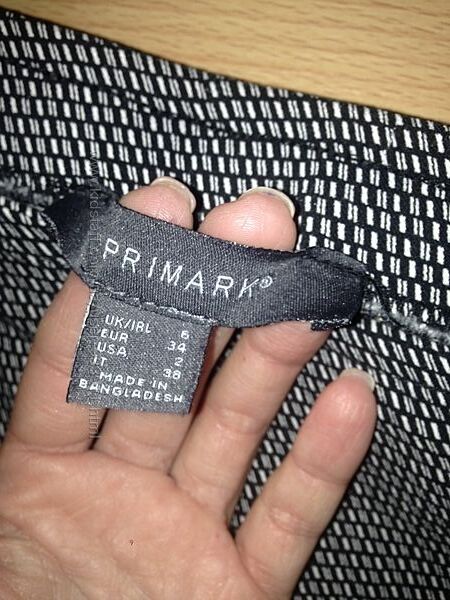 PRIMARK®
UK/IRL 6
EUR 34
USA 2
IT 38
MADE IN
BANGLADESH